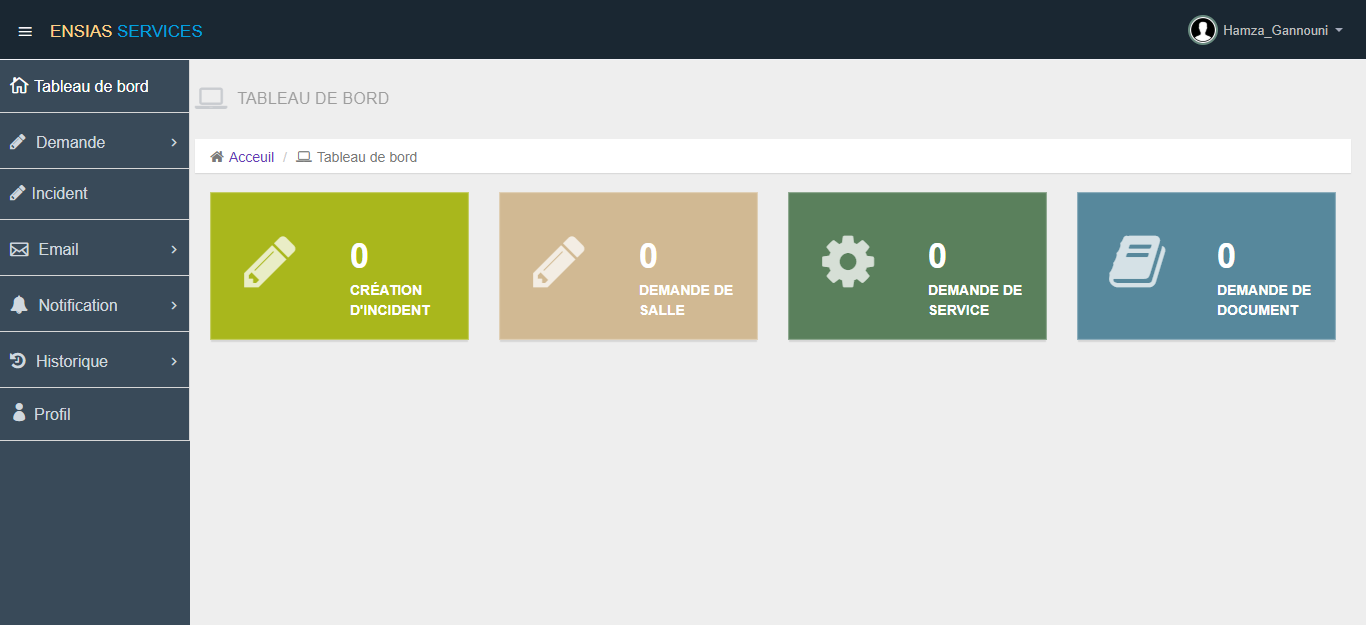 ENSIAS SERVICES
Hamza_Gannouni
Tableau de bord
Demande
Incident
Email
Notification
Historique
Profil
TABLEAU DE BORD
Acceuil / Tableau de bord
0
CRÉATION
D'INCIDENT
0
DEMANDE DE
SALLE
0
DEMANDE DE
SERVICE
0
DEMANDE DE
DOCUMENT